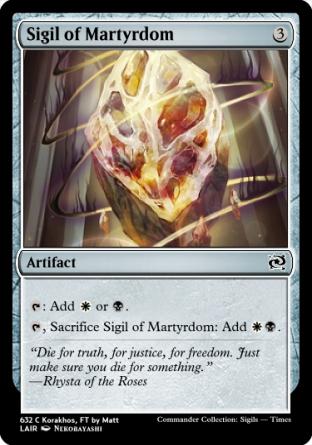 Sigil of Martyrdom 3
Artifact
: Add or .
, Sacrifice Sigil of Martyrdom: Add .
“Die for truth, for justice, for freedom. Just
make sure you die for something.”
—Rhysta of the Roses
632 C Korakhos, FT by Matt
Commander Collection: Sigils — Times
LAIR Nekobayashi